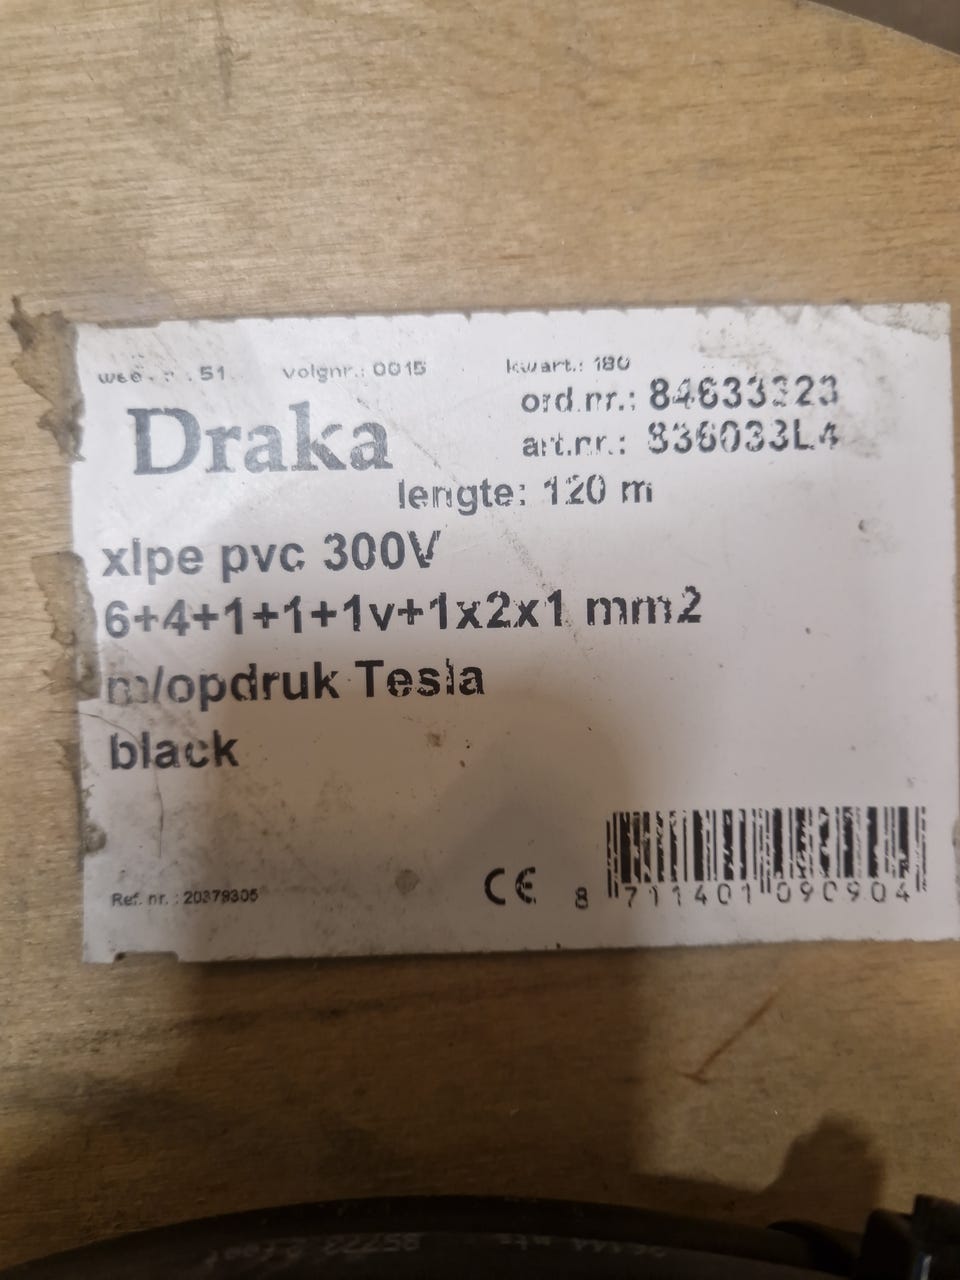 51 volgnr.: 0015 kwart.: 180
ord.nr.: 84633323
Draka
art.nr.: 836033L4
lengte: 120 m
xlpe pvc 300V
6+4+1+1+1v+1x2x1 mm2
m/opdruk Tesla
black
Ref. nr. : 20379305
CE
8 711401 090904